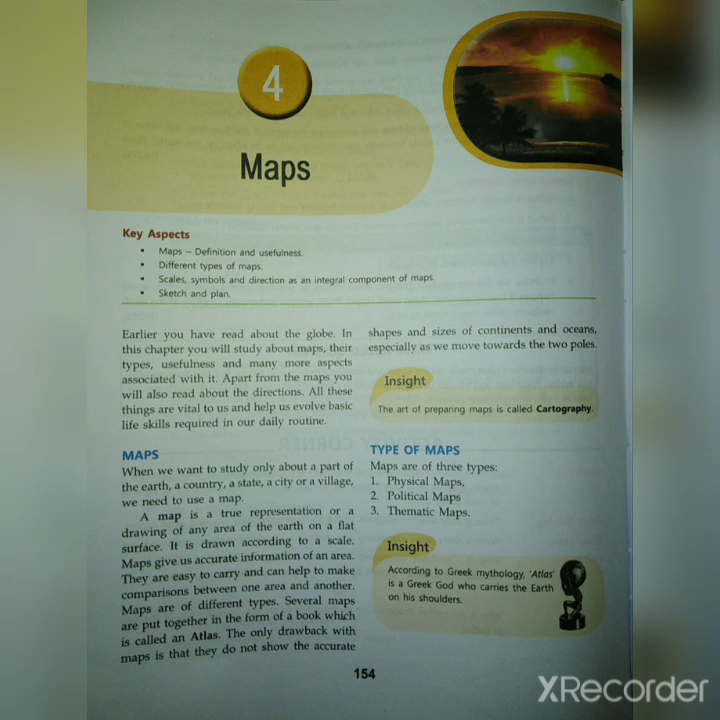 4
Maps
Key Aspects
• Maps – Definition and usefulness.
• Different types of maps.
• Scales, symbols and direction as an integral component of maps.
• Sketch and plan.
Earlier you have read about the globe. In
this chapter you will study about maps, their
types, usefulness and many more aspects
associated with it. Apart from the maps you
will also read about the directions. All these
things are vital to us and help us evolve basic
life skills required in our daily routine.
MAPS
When we want to study only about a part of
the earth, a country, a state, a city or a village,
we need to use a map.
A map is a true representation or a
drawing of any area of the earth on a flat
surface. It is drawn according to a scale.
Maps give us accurate information of an area.
They are easy to carry and can help to make
comparisons between one area and another.
Maps are of different types. Several maps
are put together in the form of a book which
is called an Atlas. The only drawback with
maps is that they do not show the accurate
shapes and sizes of continents and oceans,
especially as we move towards the two poles.
Insight
The art of preparing maps is called Cartography.
TYPE OF MAPS
Maps are of three types:
1. Physical Maps,
2. Political Maps
3. Thematic Maps.
Insight
According to Greek mythology, 'Atlas'
is a Greek God who carries the Earth
on his shoulders.
154
XRecorder